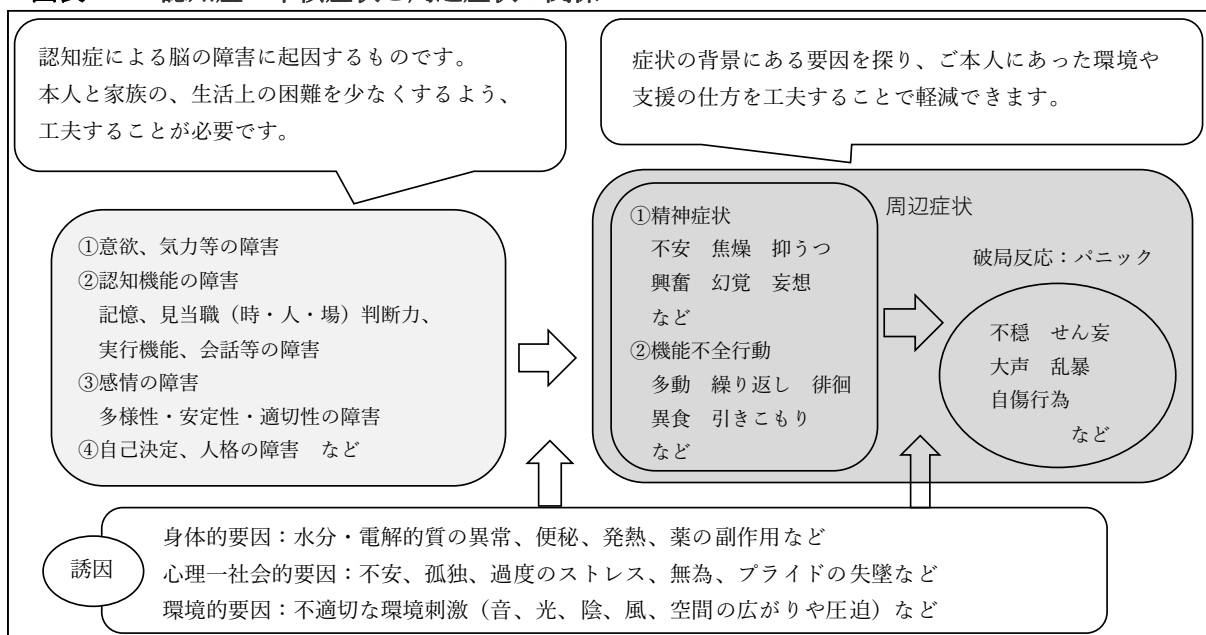 認知症による脳の障害に起因するものです。
本人と家族の、生活上の困難を少なくするよう、
工夫することが必要です。
症状の背景にある要因を探り、ご本人にあった環境や
支援の仕方を工夫することで軽減できます。
①意欲、気力等の障害
②認知機能の障害
記憶、見当職（時・人・場）判断力、
実行機能、会話等の障害
③感情の障害
多様性・安定性・適切性の障害
④自己決定、人格の障害　など
周辺症状
①精神症状
不安　焦燥　抑うつ
興奮　幻覚　妄想
など
②機能不全行動
多動　繰り返し　徘徊
異食　引きこもり
など
破局反応：パニック
不穏　せん妄
大声　乱暴
自傷行為
など
誘因
身体的要因：水分・電解的質の異常、便秘、発熱、薬の副作用など
心理一社会的要因：不安、孤独、過度のストレス、無為、プライドの失墜など
環境的要因：不適切な環境刺激（音、光、陰、風、空間の広がりや圧迫）など